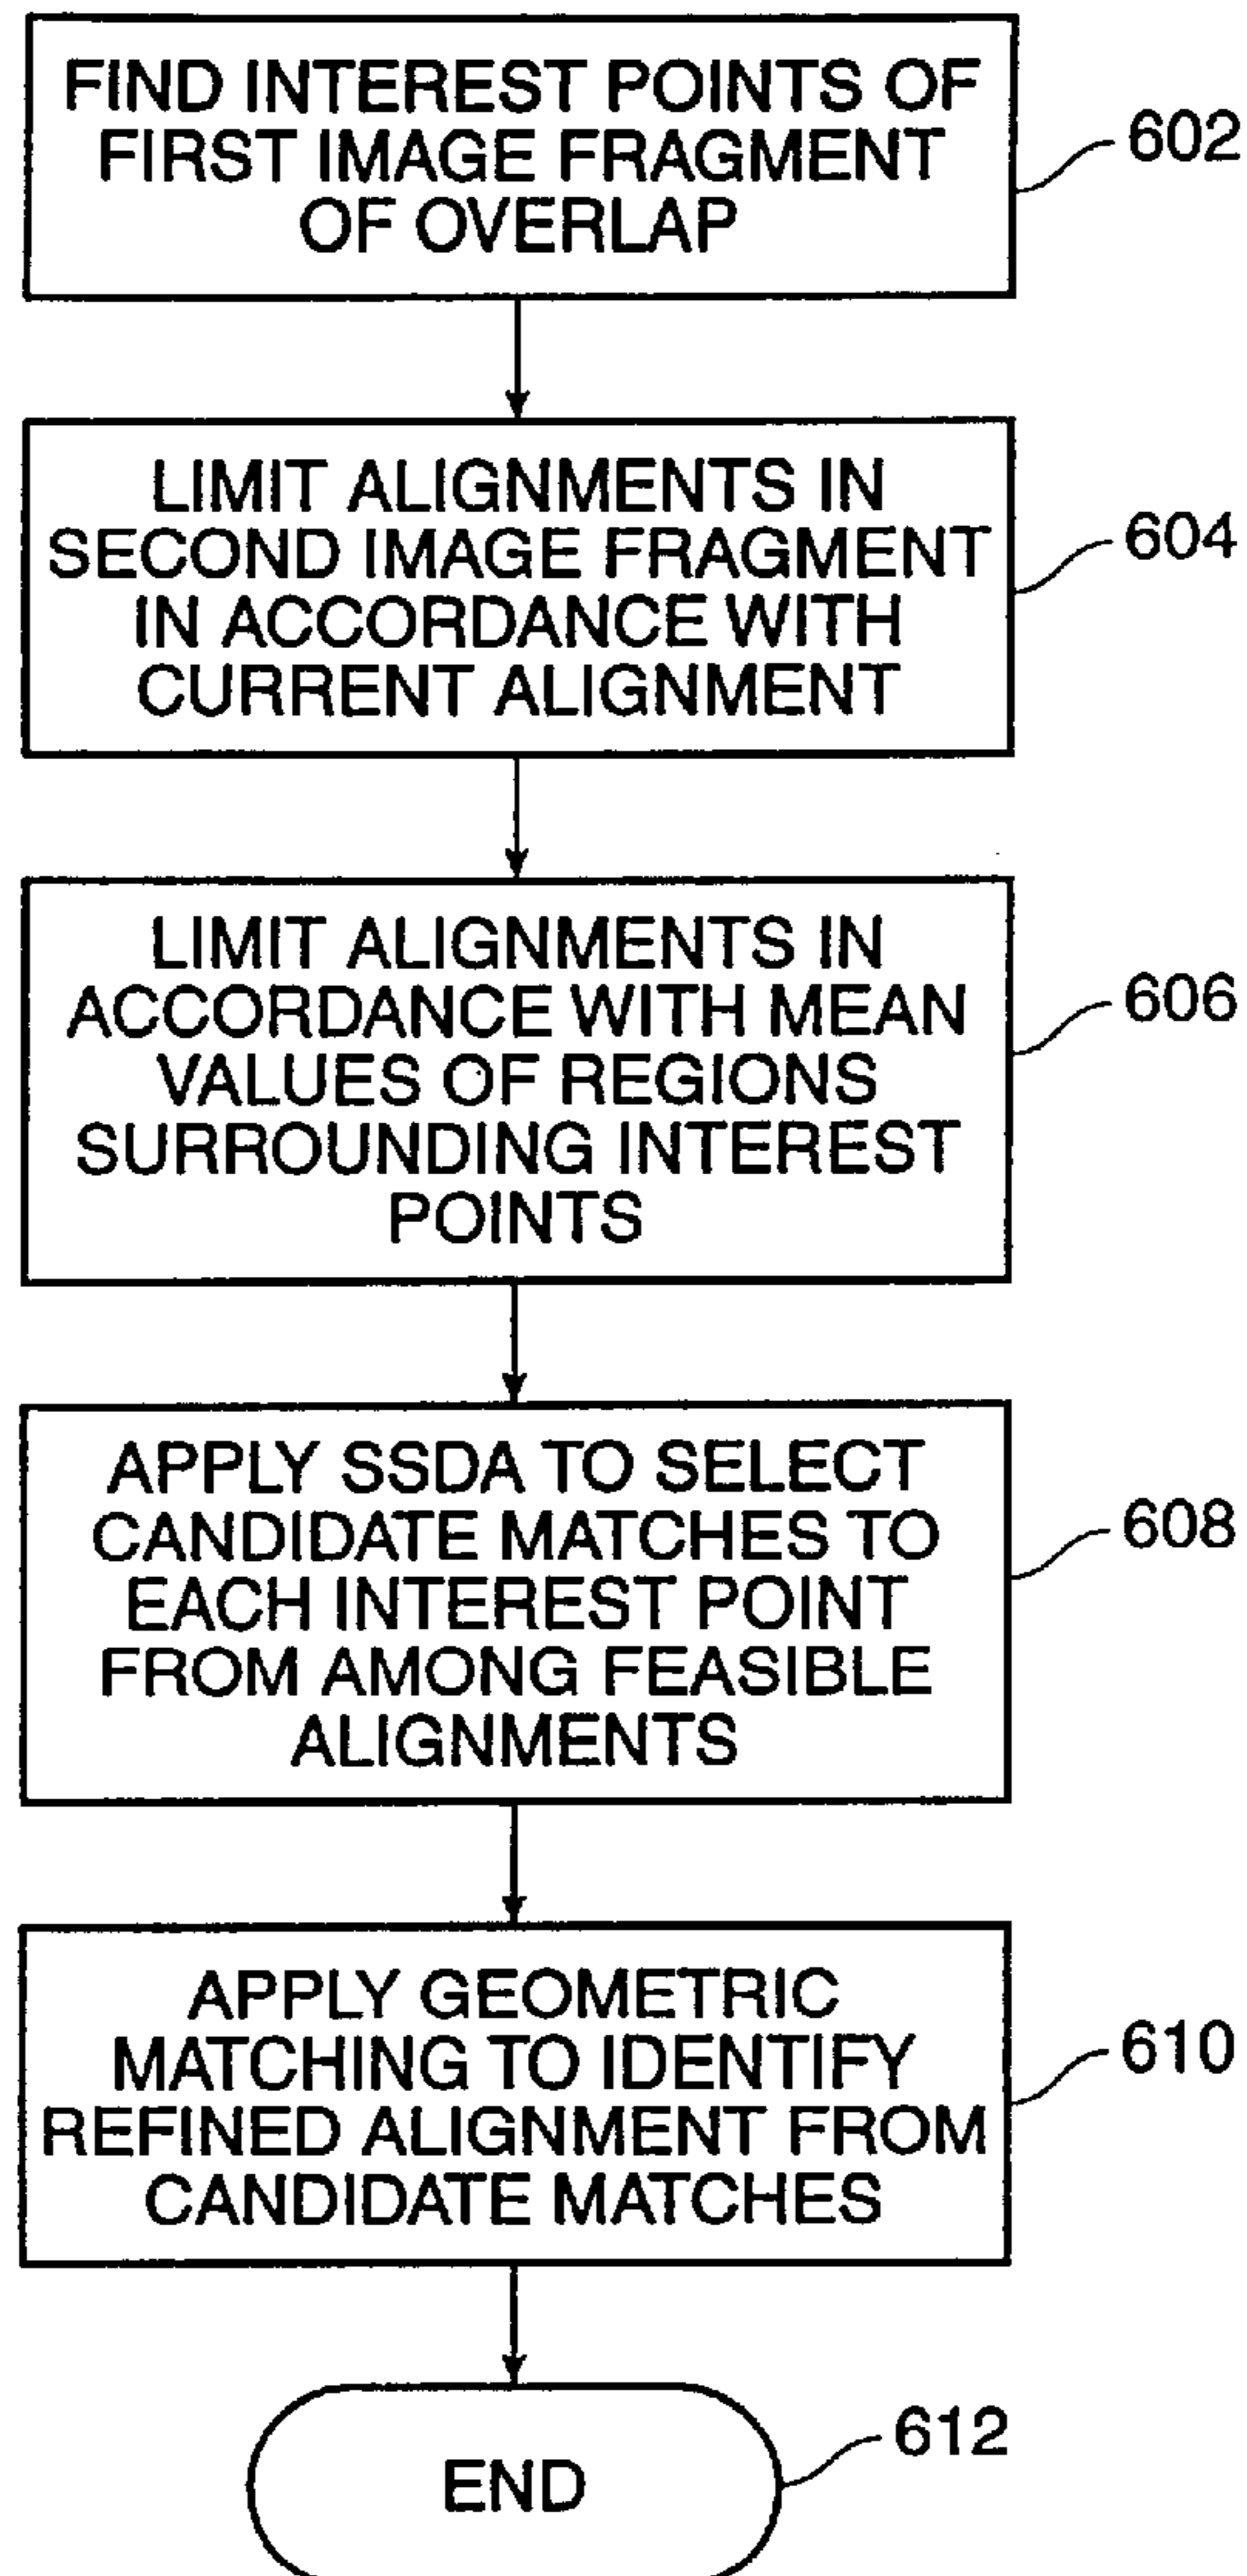 FIND INTEREST POINTS OF
FIRST IMAGE FRAGMENT
OF OVERLAP
602
LIMIT ALIGNMENTS IN
SECOND IMAGE FRAGMENT
IN ACCORDANCE WITH
CURRENT ALIGNMENT
604
LIMIT ALIGNMENTS IN
ACCORDANCE WITH MEAN
VALUES OF REGIONS
SURROUNDING INTEREST
POINTS
606
APPLY SSDA TO SELECT
CANDIDATE MATCHES TO
EACH INTEREST POINT
FROM AMONG FEASIBLE
ALIGNMENTS
608
APPLY GEOMETRIC
MATCHING TO IDENTIFY
REFINED ALIGNMENT FROM
CANDIDATE MATCHES
610
END
612